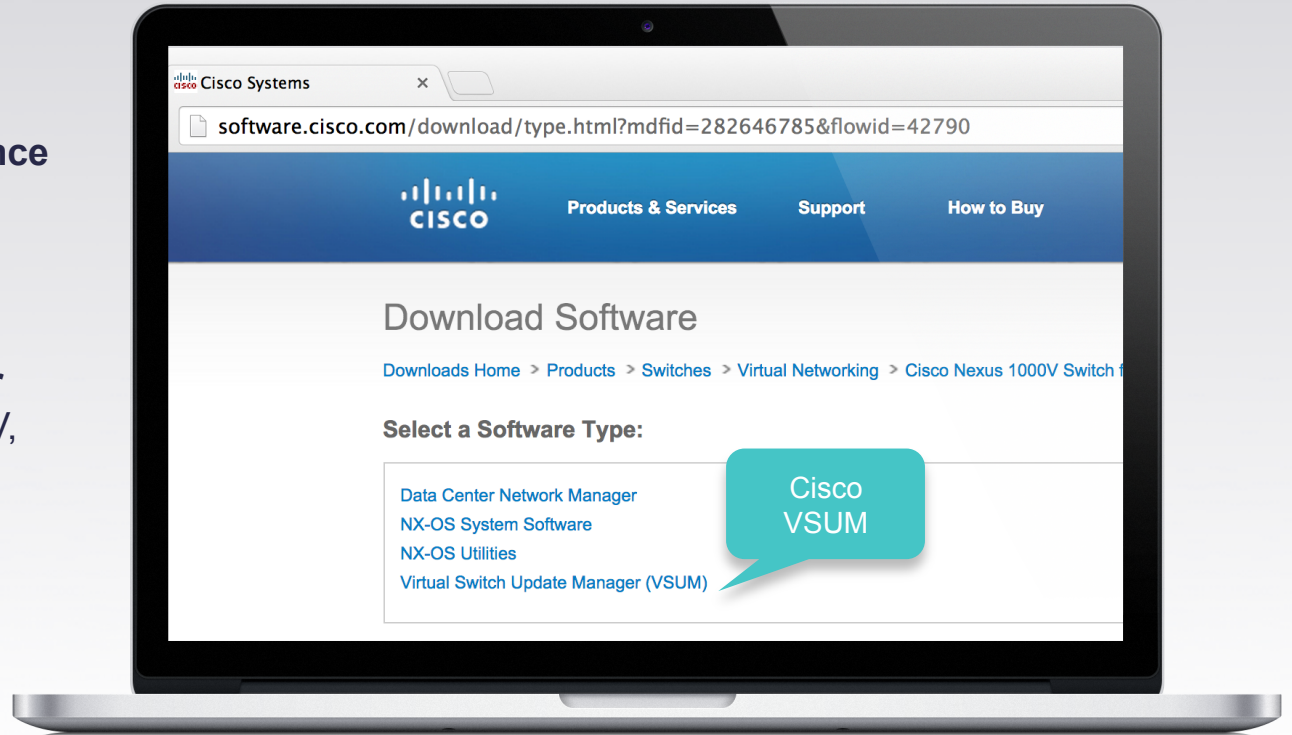 nce
Cisco Systems ×
software.cisco.com/download/type.html?mdfid=282646785&flowid=42790
CISCO
Products & Services Support How to Buy
Download Software
Downloads Home > Products > Switches > Virtual Networking > Cisco Nexus 1000V Switch f
Select a Software Type:
Data Center Network Manager
NX-OS System Software
NX-OS Utilities
Virtual Switch Update Manager (VSUM)
Cisco
VSUM